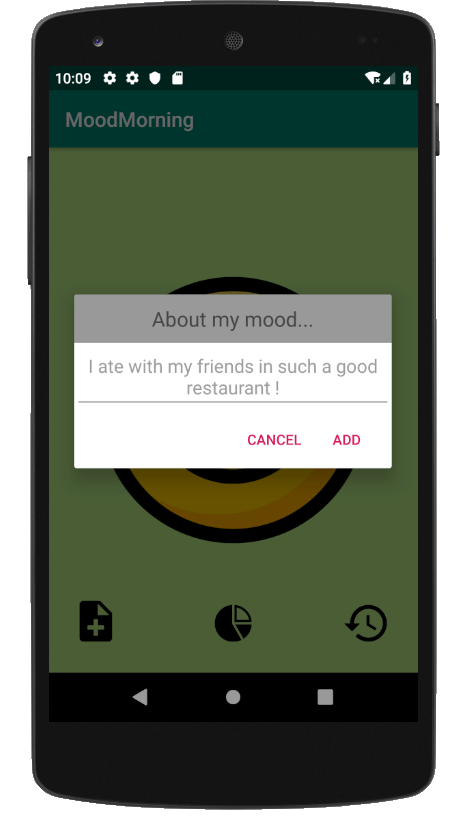 10:09
MoodMorning
About my mood...
I ate with my friends in such a good
restaurant !
CANCEL ADD